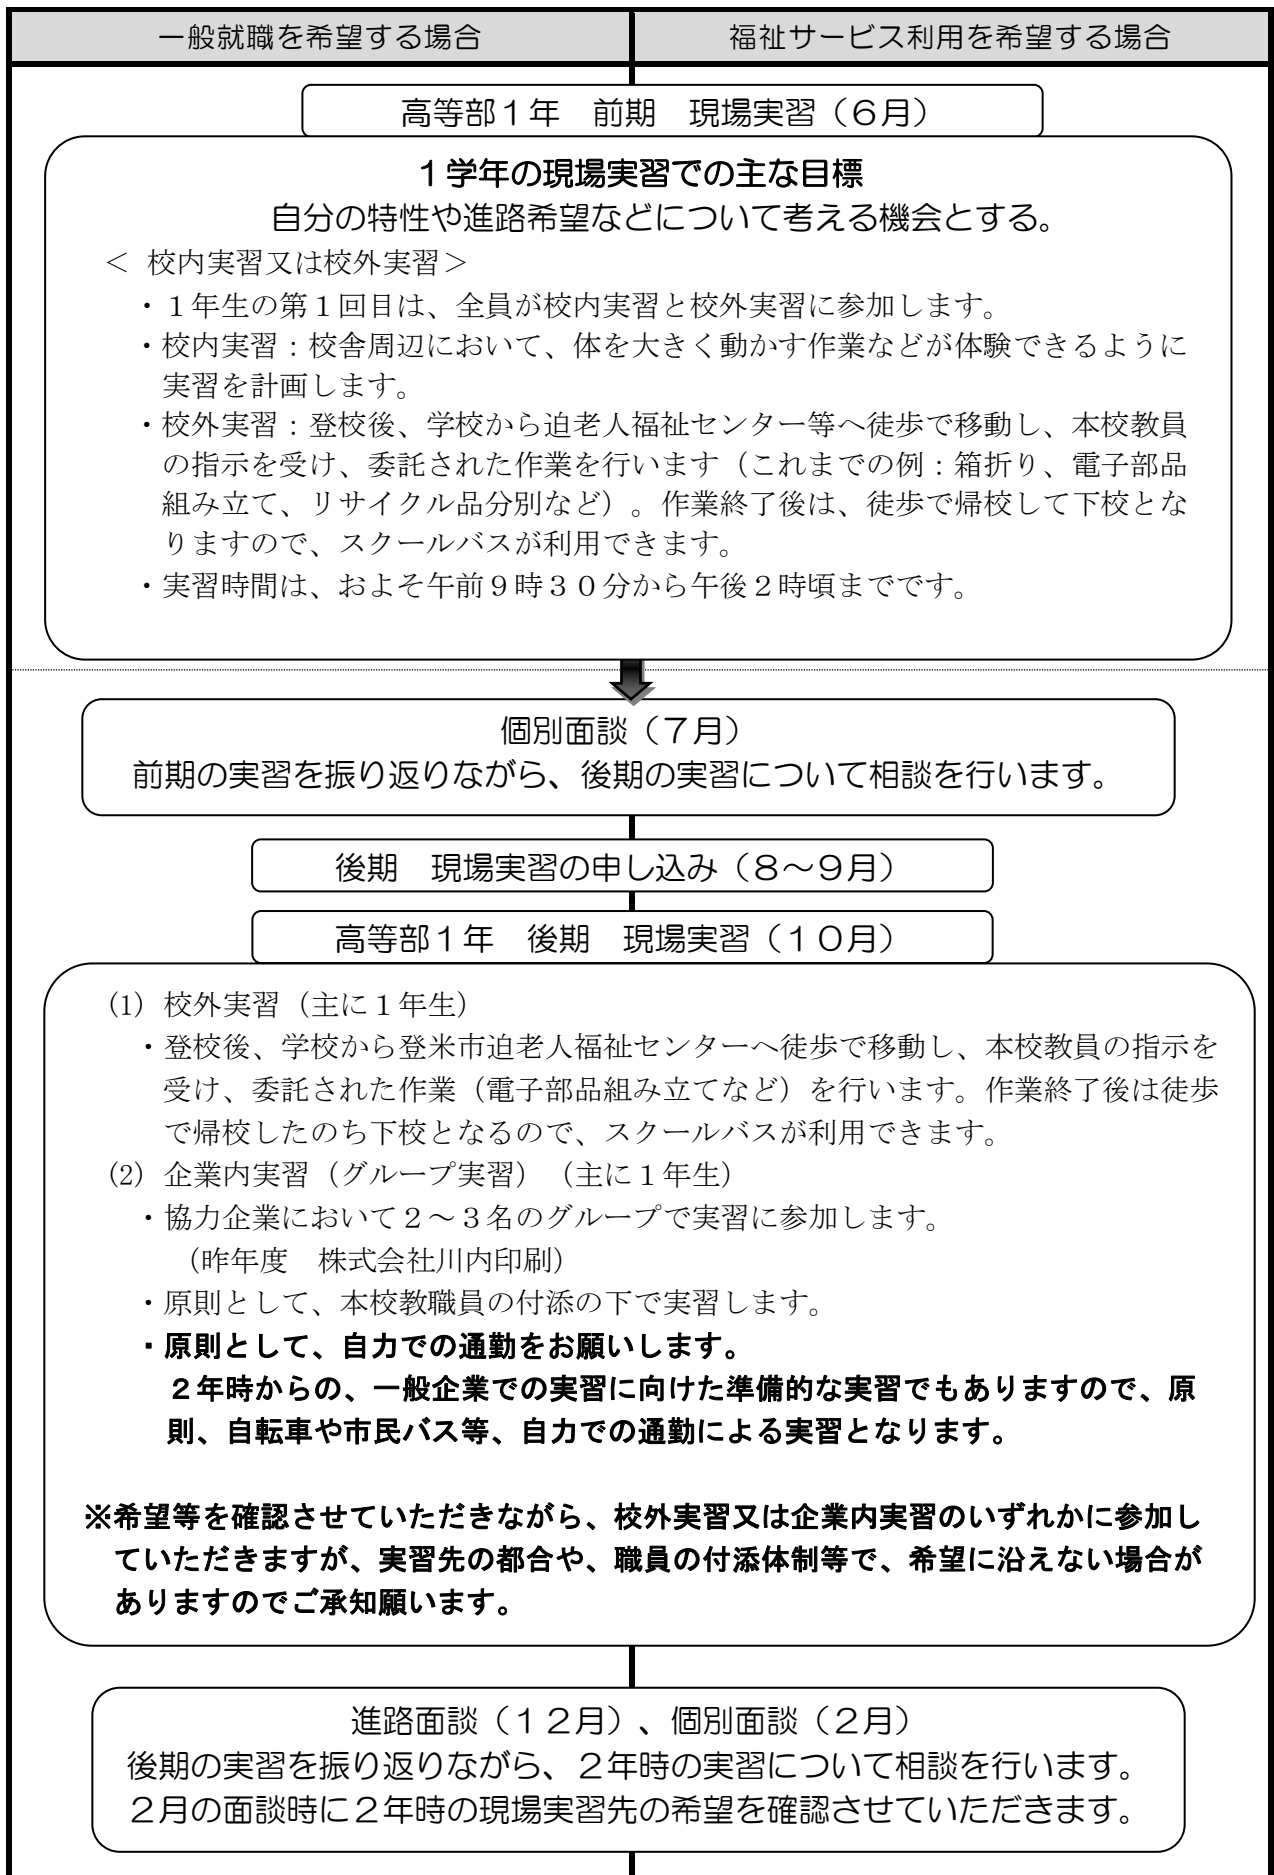 一般就職を希望する場合
福祉サービス利用を希望する場合
高等部１年　前期　現場実習（６月）
１学年の現場実習での主な目標
自分の特性や進路希望などについて考える機会とする。
＜ 校内実習又は校外実習＞
・１年生の第１回目は、全員が校内実習と校外実習に参加します。
・校内実習：校舎周辺において、体を大きく動かす作業などが体験できるように
実習を計画します。
・校外実習：登校後、学校から迫老人福祉センター等へ徒歩で移動し、本校教員
の指示を受け、委託された作業を行います（これまでの例：箱折り、電子部品
組み立て、リサイクル品分別など）。作業終了後は、徒歩で帰校して下校とな
りますので、スクールバスが利用できます。
・実習時間は、およそ午前９時３０分から午後２時頃までです。
個別面談（７月）
前期の実習を振り返りながら、後期の実習について相談を行います。
後期　現場実習の申し込み（８～９月）
高等部１年　後期　現場実習（１０月）
(1) 校外実習（主に１年生）
・登校後、学校から登米市迫老人福祉センターへ徒歩で移動し、本校教員の指示を
受け、委託された作業（電子部品組み立てなど）を行います。作業終了後は徒歩
で帰校したのち下校となるので、スクールバスが利用できます。
(2) 企業内実習（グループ実習）（主に１年生）
・協力企業において２～３名のグループで実習に参加します。
（昨年度　株式会社川内印刷）
・原則として、本校教職員の付添の下で実習します。
・原則として、自力での通勤をお願いします。
２年時からの、一般企業での実習に向けた準備的な実習でもありますので、原
則、自転車や市民バス等、自力での通勤による実習となります。
※希望等を確認させていただきながら、校外実習又は企業内実習のいずれかに参加し
ていただきますが、実習先の都合や、職員の付添体制等で、希望に沿えない場合が
ありますのでご承知願います。
進路面談（１２月）、個別面談（２月）
後期の実習を振り返りながら、２年時の実習について相談を行います。
２月の面談時に２年時の現場実習先の希望を確認させていただきます。